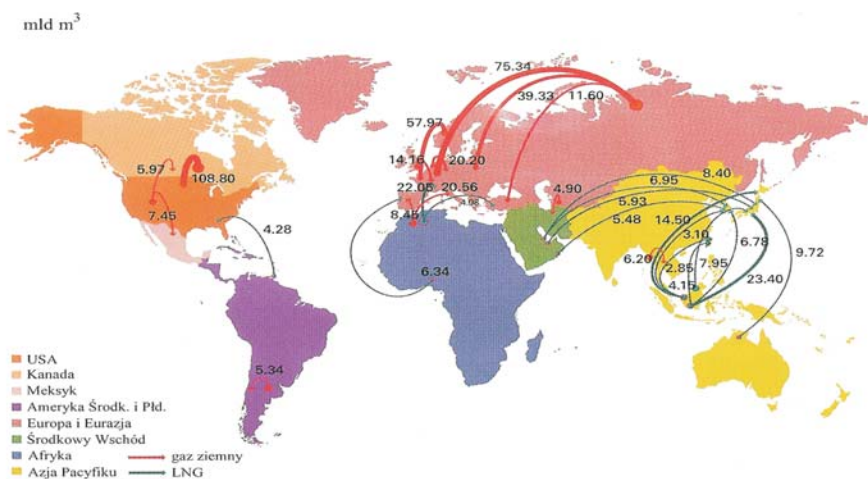 mld m³
75.34
39.33 11.60
57.97
14.16 20.20
5.97
108.80
22.05 20.56
4.98
4.90
6.95 8.40
5.93
7.45
8.45
5.48 14.50
4.28
3.10
6.78
9.72
6.34
6.20
2.85
7.95
4.15
23.40
5.34
USA
Kanada
Meksyk
Ameryka Środk. i Płd.
Europa i Eurazja
Środkowy Wschód
Afryka gaz ziemny
Azja Pacyfiku LNG